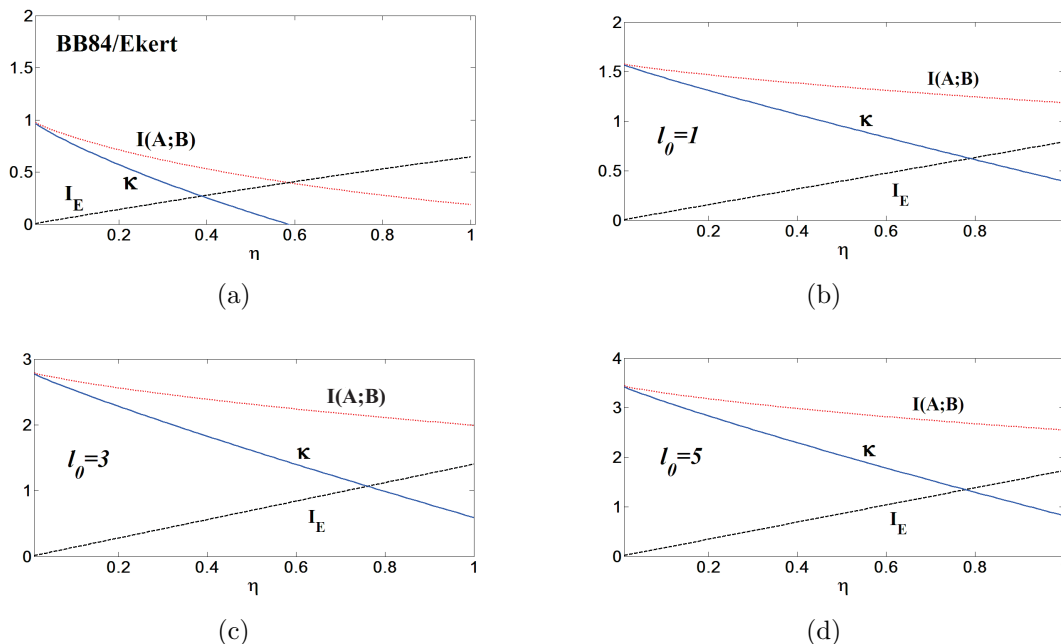 2
1.5
1
0.5
0
BB84/Ekert
I(A;B)
κ
I_E
0.2 0.4 0.6 0.8 1
η
(a)
2
1.5
1
0.5
0
l_0=1
I(A;B)
κ
I_E
0.2 0.4 0.6 0.8
η
(b)
3
2
1
0
l_0=3
I(A;B)
κ
I_E
0.2 0.4 0.6 0.8 1
η
(c)
4
3
2
1
0
l_0=5
I(A;B)
κ
I_E
0.2 0.4 0.6 0.8
η
(d)